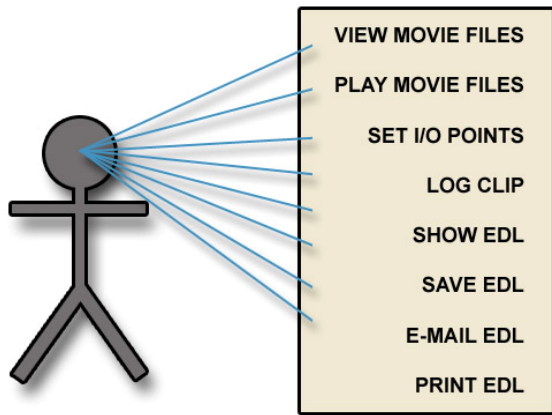 VIEW MOVIE FILES
PLAY MOVIE FILES
SET I/O POINTS
LOG CLIP
SHOW EDL
SAVE EDL
E-MAIL EDL
PRINT EDL